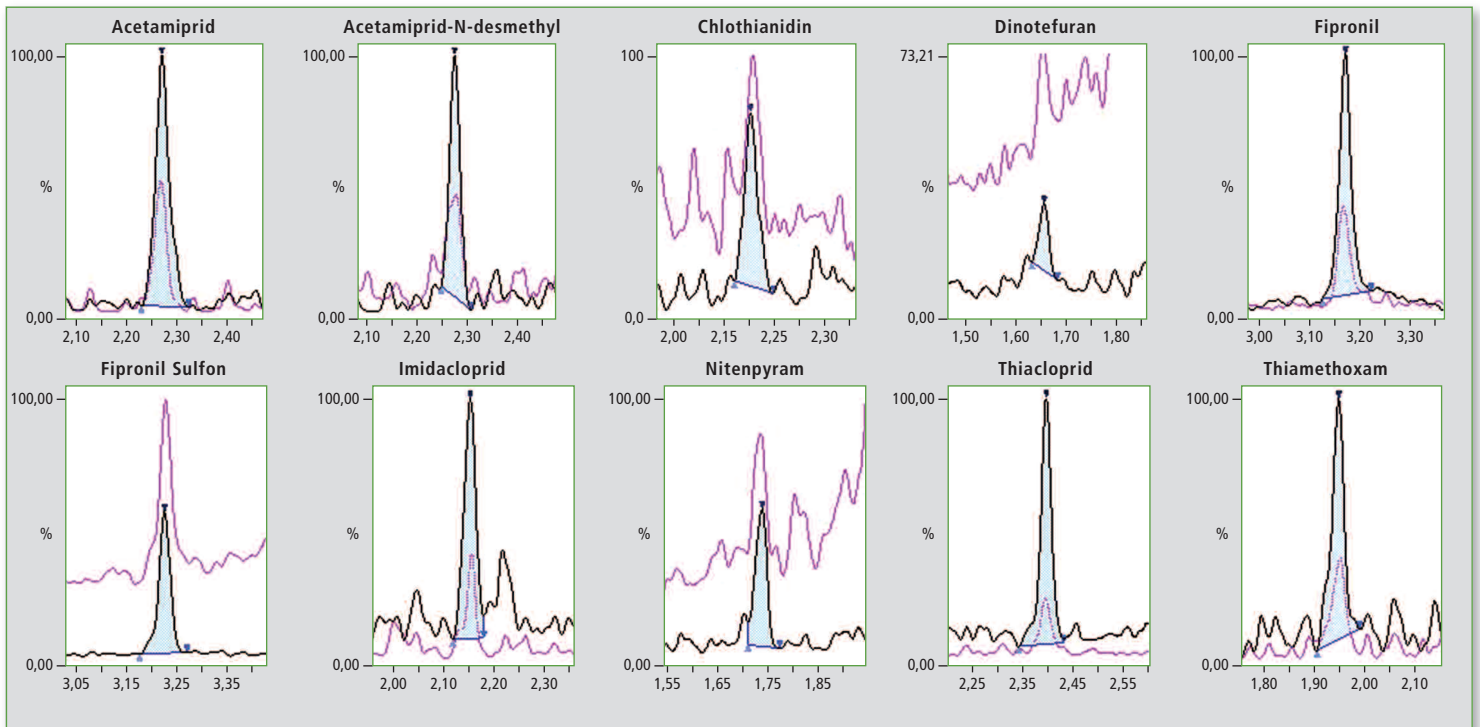 Acetamiprid
100,00
%
0,00
2,10 2,20 2,30 2,40
Acetamiprid-N-desmethyl
100,00
%
0,00
2,10 2,20 2,30 2,40
Chlothianidin
100
%
0.0
2,00 2,10 2,25 2,30
Dinotefuran
73,21
%
0,00
1,50 1,60 1,70 1,80
Fipronil
100,00
%
0,00
3,00 3,10 3,20 3,30
Fipronil Sulfon
100,00
%
0,00
3,05 3,15 3,25 3,35
Imidacloprid
100,00
%
0,00
2,00 2,10 2,20 2,30
Nitenpyram
100,00
%
0,00
1,55 1,65 1,75 1,85
Thiacloprid
100,00
%
0,00
2,25 2,35 2,45 2,55
Thiamethoxam
100,00
%
0,00
1,80 1,90 2,00 2,10